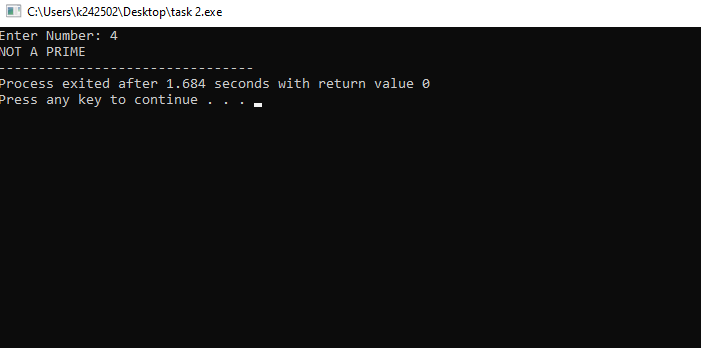 C:\Users\k242502\Desktop\task 2.exe
Enter Number: 4
NOT A PRIME
--------------------------------
Process exited after 1.684 seconds with return value 0
Press any key to continue . . .